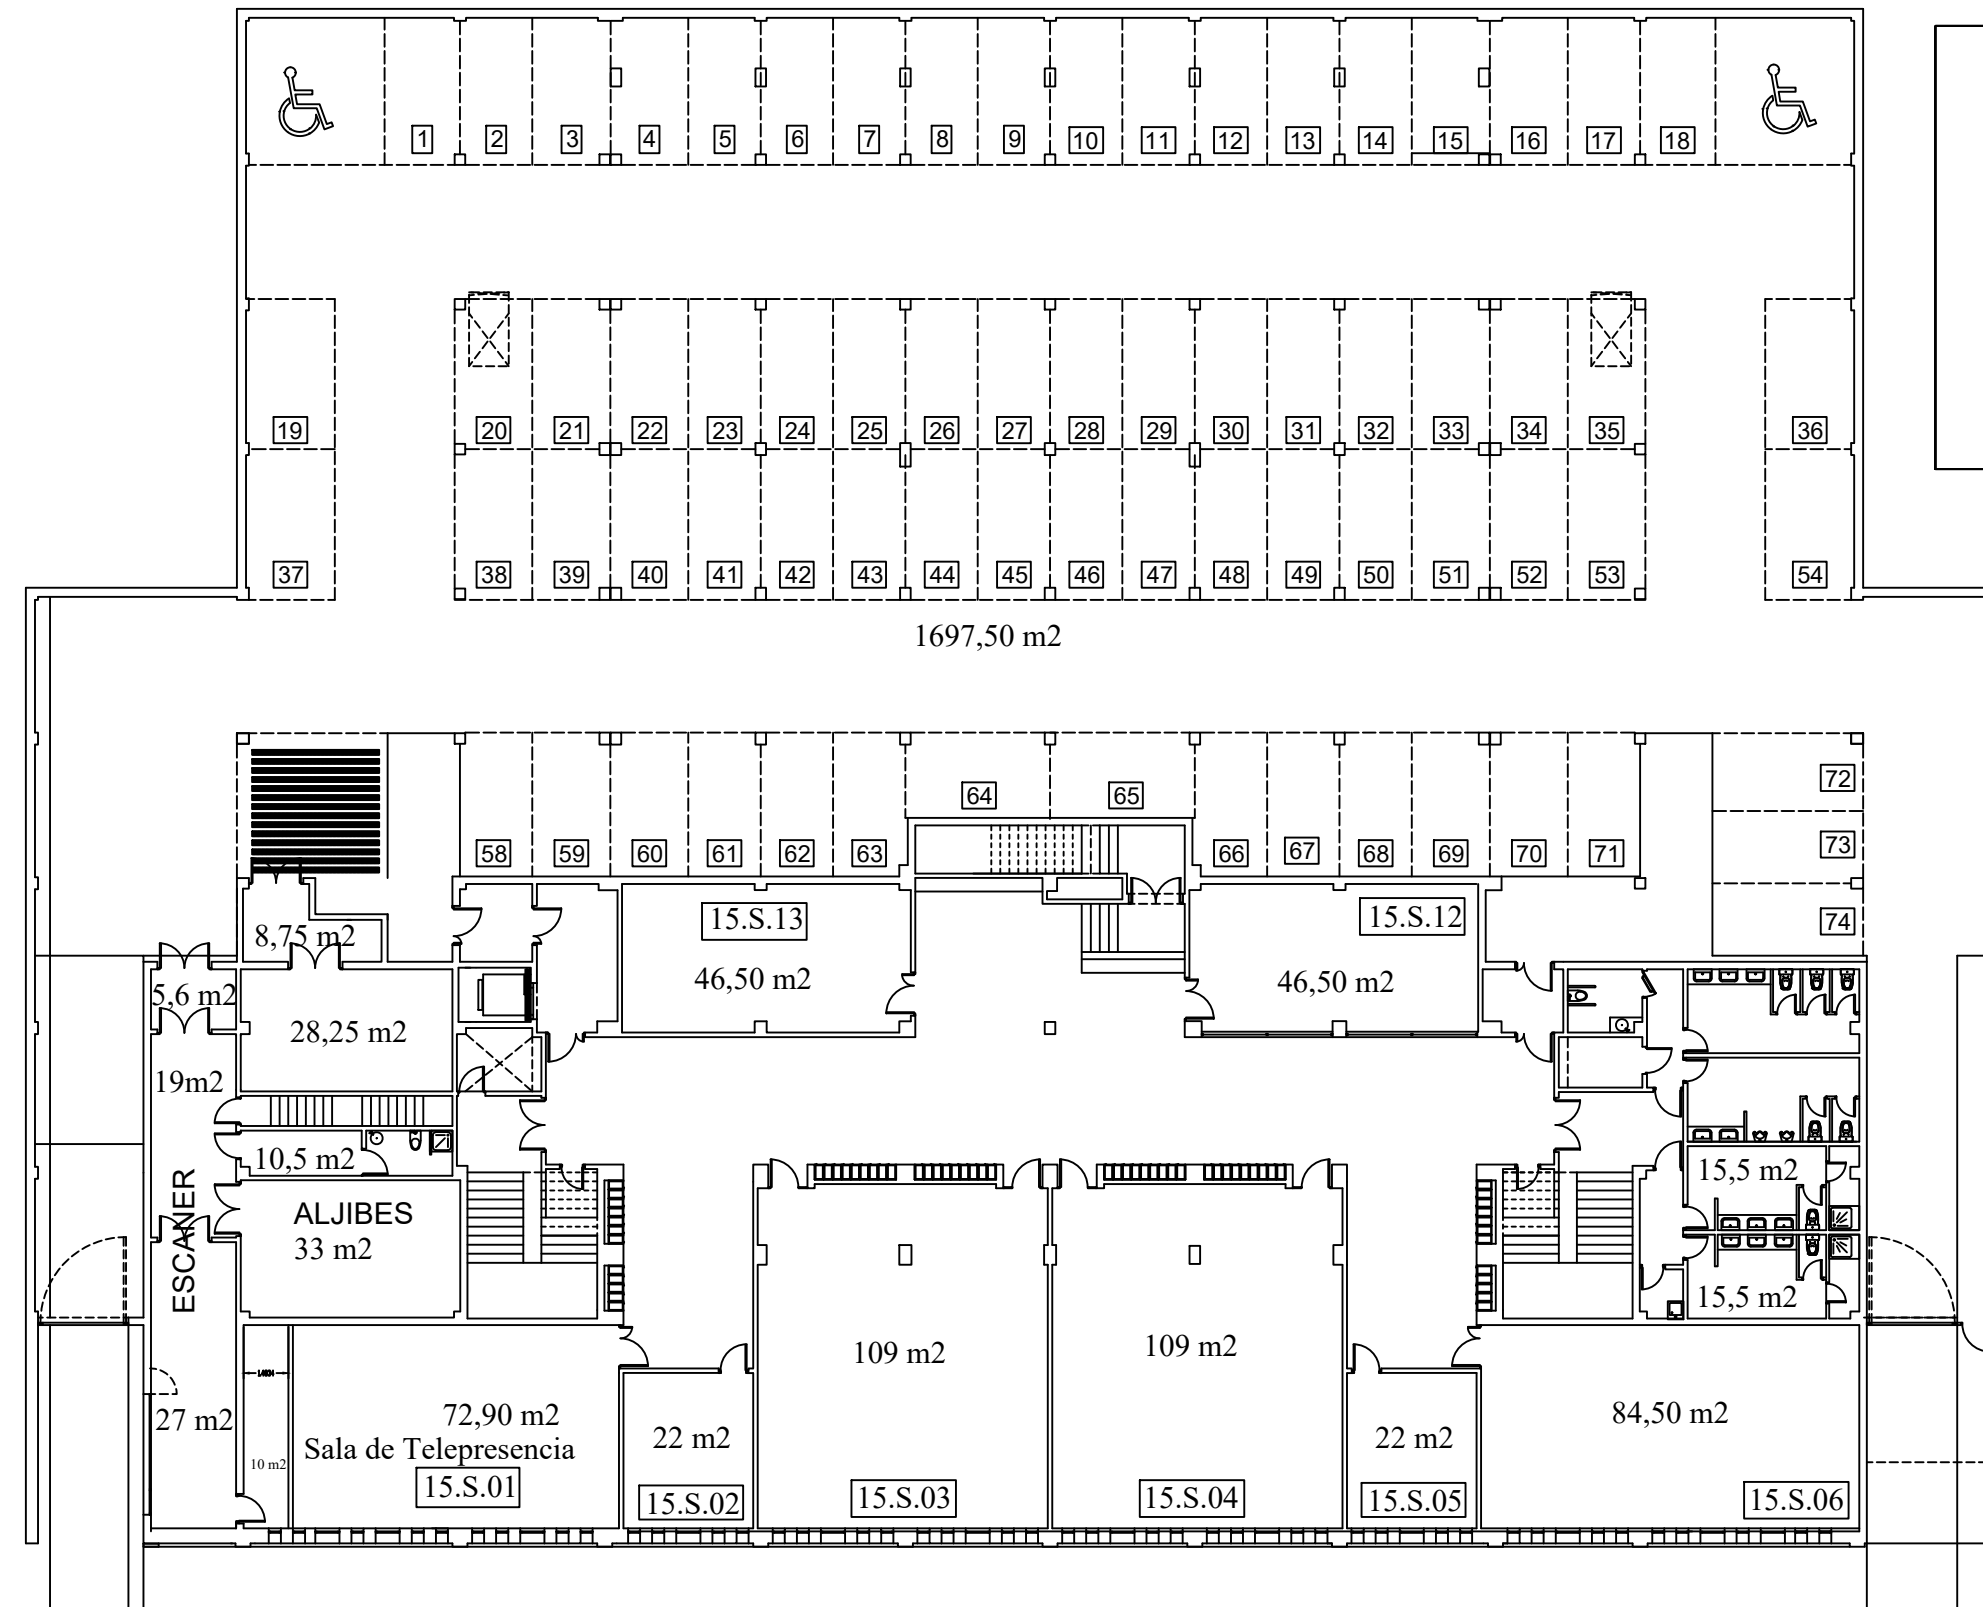 1 2 3 4 5 6 7 8 9 10 11 12 13 14 15 16 17 18
19 20 21 22 23 24 25 26 27 28 29 30 31 32 33 34 35 36
37 38 39 40 41 42 43 44 45 46 47 48 49 50 51 52 53 54
1697,50 m2
72
64 65
73
58 59 60 61 62 63 66 67 68 69 70 71
15.S.13 15.S.12
74
8,75 m2
46,50 m2 46,50 m2
5,6 m2
28,25 m2
19m2
10,5 m2
15,5 m2
ALJIBES
33 m2
ESCANER
15,5 m2
109 m2 109 m2
72,90 m2
84,50 m2
27 m2
Sala de Telepresencia
22 m2 22 m2
10 m2
15.S.01
15.S.02 15.S.03 15.S.04 15.S.05 15.S.06